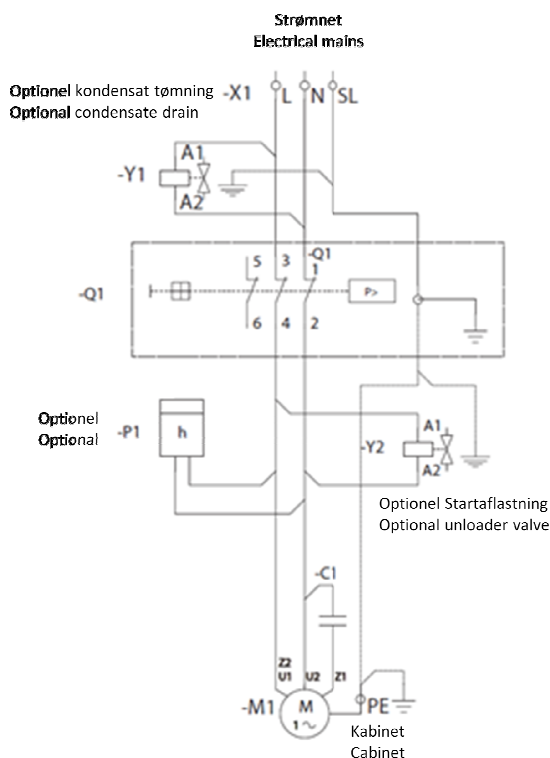 Strømnet
Electrical mains
Optionel kondensat tømning
Optional condensate drain
-X1 L N SL
A1
-Y1
A2
-Q1
5 3 1
-Q1 P>
6 4 2
Optionel
Optional
-P1 h
A1
-Y2
A2
Optionel Startaflastning
Optional unloader valve
-C1
Z2
U1 U2 Z1
-M1 M 1~ PE
Kabinet
Cabinet